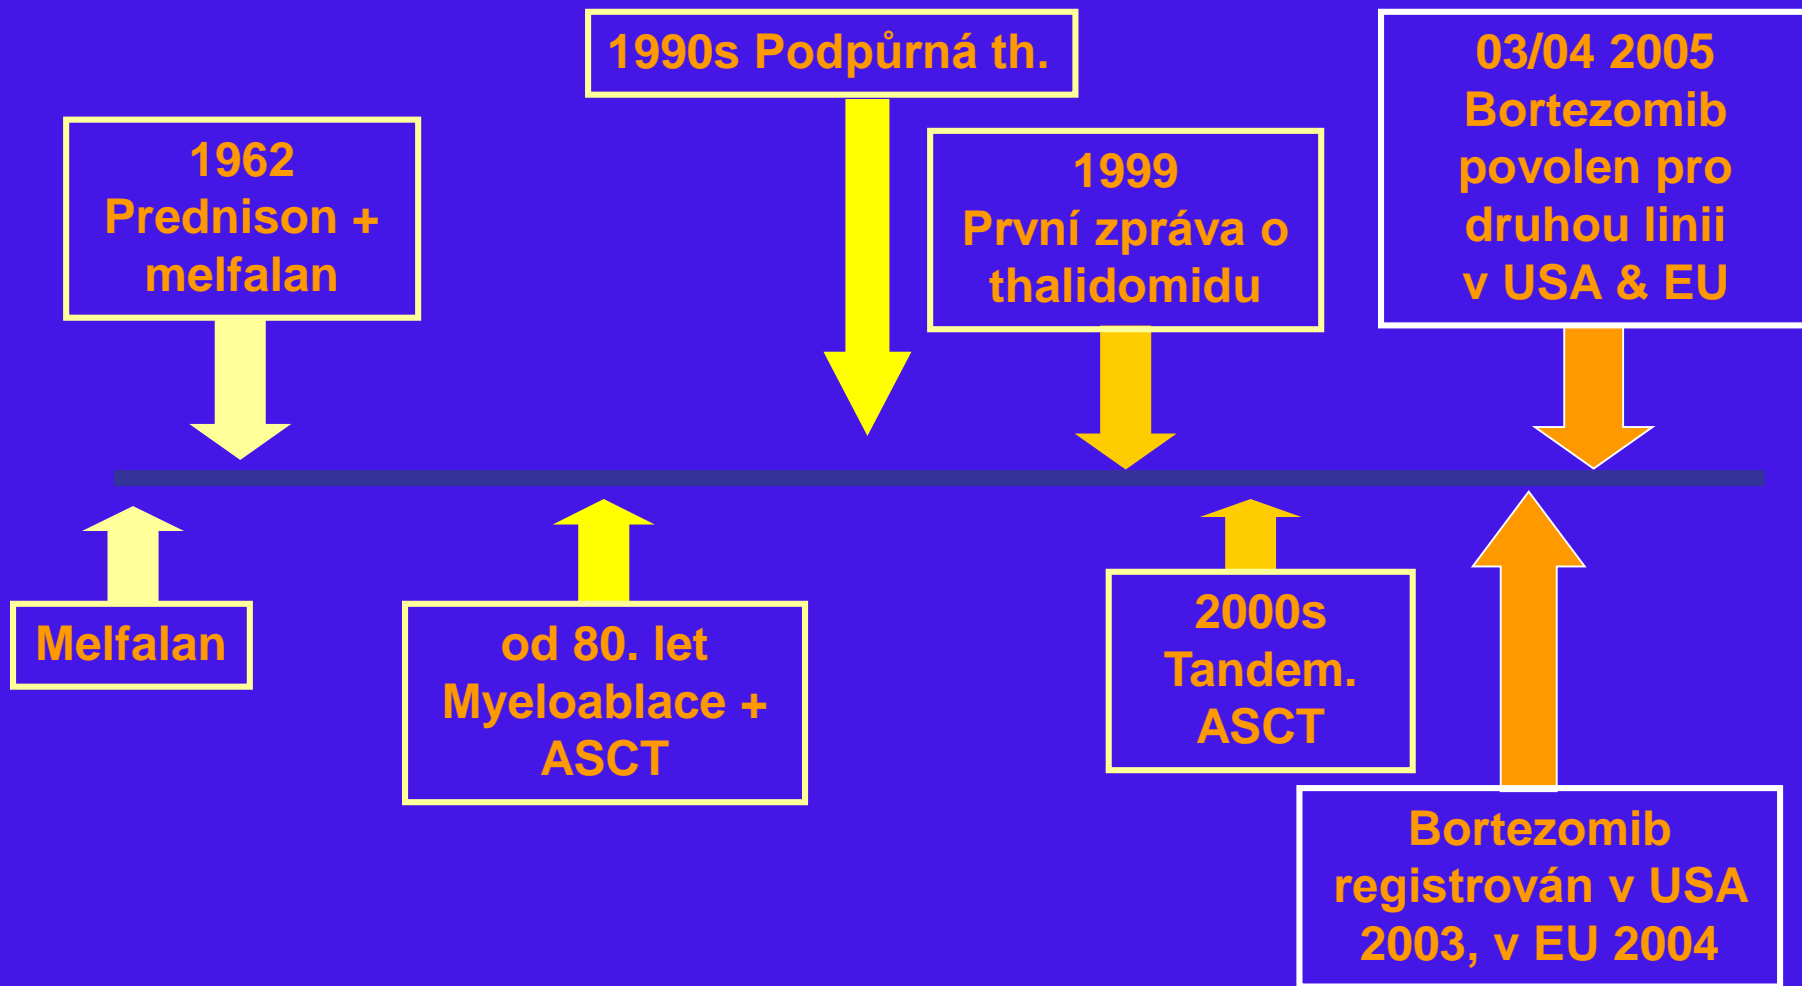 1990s Podpůrná th.
03/04 2005
Bortezomib
povolen pro
druhou linii
v USA & EU
1962
Prednison +
melfalan
1999
První zpráva o
thalidomidu
Melfalan
od 80. let
Myeloablace +
ASCT
2000s
Tandem.
ASCT
Bortezomib
registrován v USA
2003, v EU 2004